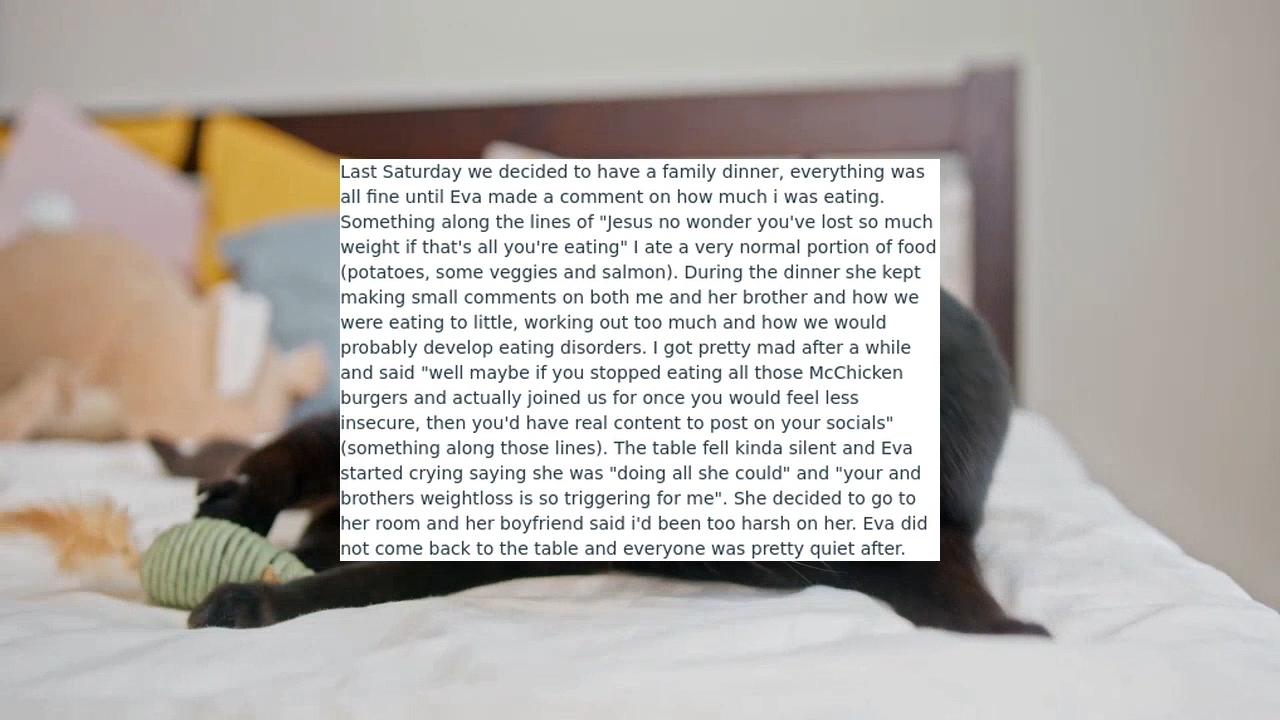 Last Saturday we decided to have a family dinner, everything was
all fine until Eva made a comment on how much i was eating.
Something along the lines of "Jesus no wonder you've lost so much
weight if that's all you're eating" I ate a very normal portion of food
(potatoes, some veggies and salmon). During the dinner she kept
making small comments on both me and her brother and how we
were eating to little, working out too much and how we would
probably develop eating disorders. I got pretty mad after a while
and said "well maybe if you stopped eating all those McChicken
burgers and actually joined us for once you would feel less
insecure, then you'd have real content to post on your socials"
(something along those lines). The table fell kinda silent and Eva
started crying saying she was "doing all she could" and "your and
brothers weightloss is so triggering for me". She decided to go to
her room and her boyfriend said i'd been too harsh on her. Eva did
not come back to the table and everyone was pretty quiet after.